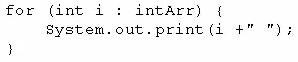 for (int i : intArr) {
    System.out.print(i +" ");
}